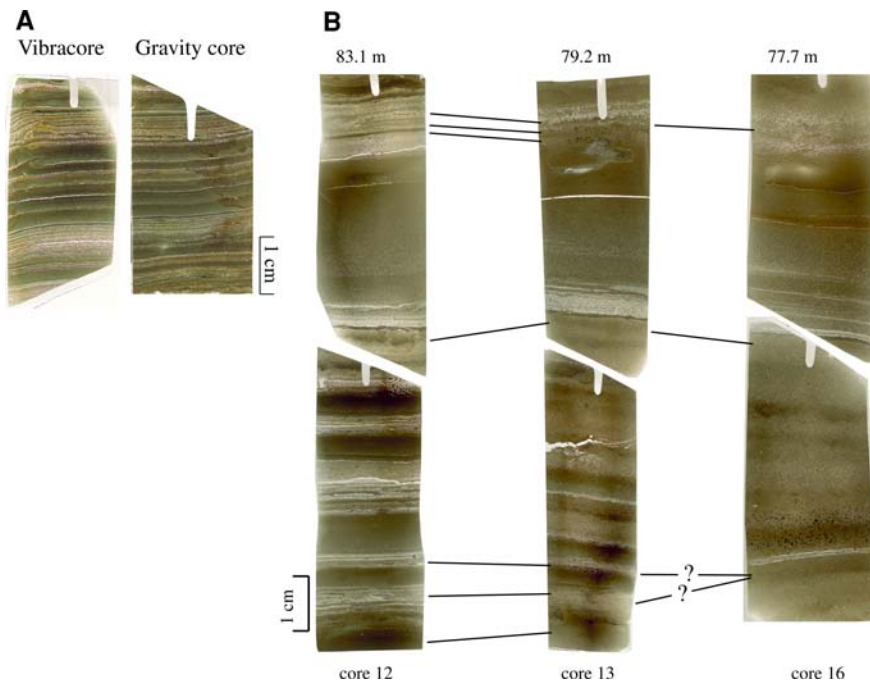 A
Vibracore Gravity core
1 cm
B
83.1 m 79.2 m 77.7 m
?
?
1 cm
core 12 core 13 core 16